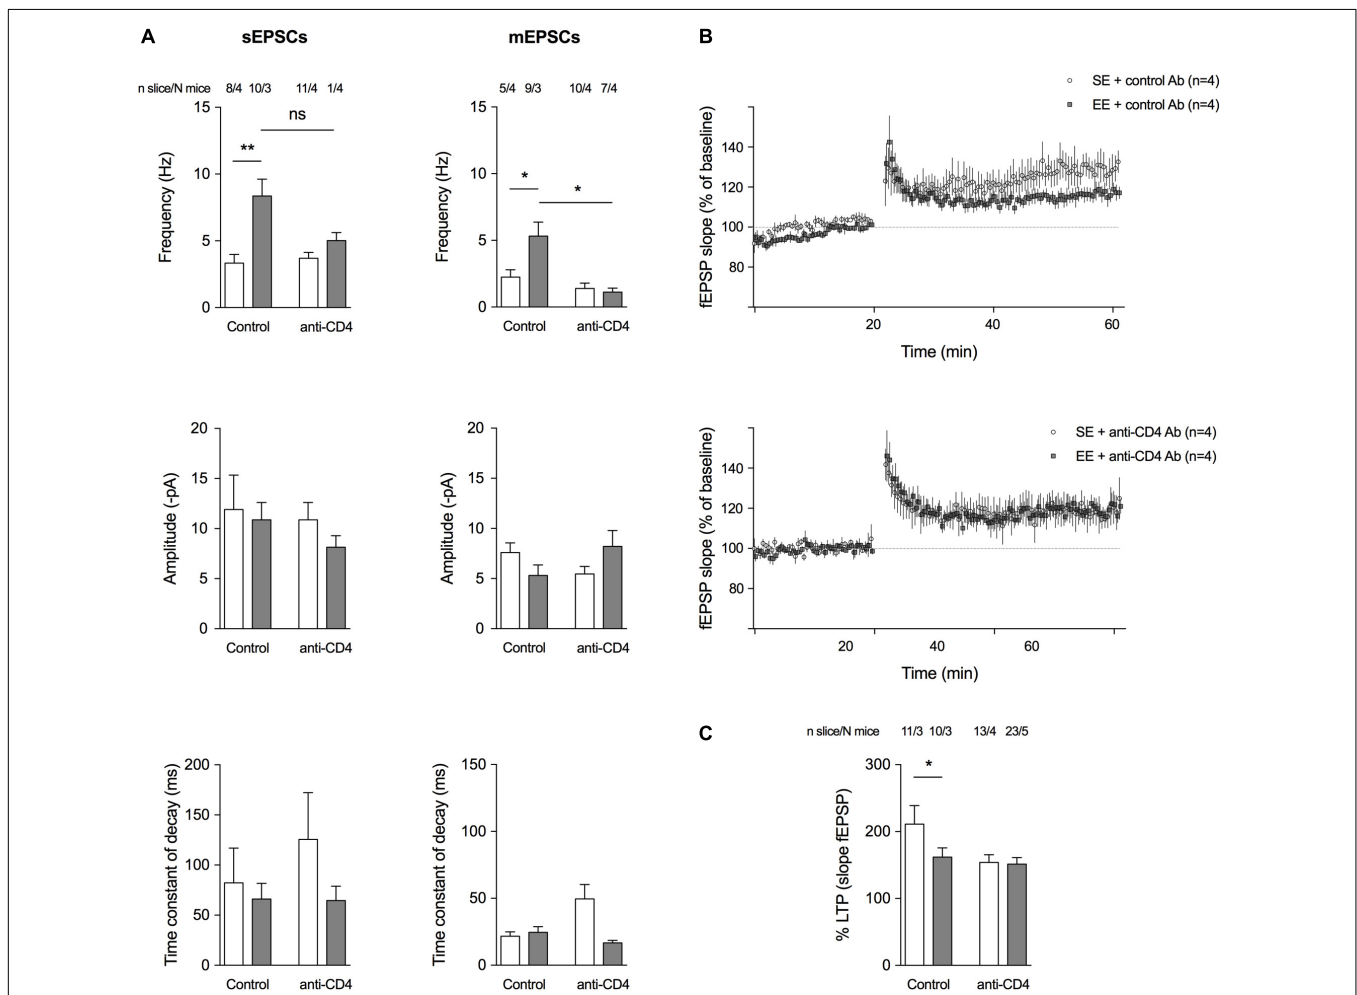 A
sEPSCs
mEPSCs
n slice/N mice 8/4 10/3 11/4 1/4
5/4 9/3 10/4 7/4
15
10
5
0
Frequency (Hz)
**
ns
Control
anti-CD4
15
10
5
0
Frequency (Hz)
*
*
Control
anti-CD4
20
15
10
5
0
Amplitude (-pA)
Control
anti-CD4
20
15
10
5
0
Amplitude (-pA)
Control
anti-CD4
200
150
100
50
0
Time constant of decay (ms)
Control
anti-CD4
150
100
50
0
Time constant of decay (ms)
Control
anti-CD4
B
SE + control Ab (n=4)
EE + control Ab (n=4)
140
120
100
80
fEPSP slope (% of baseline)
20
40
60
Time (min)
SE + anti-CD4 Ab (n=4)
EE + anti-CD4 Ab (n=4)
140
120
100
80
fEPSP slope (% of baseline)
20
40
60
Time (min)
C
n slice/N mice 11/3 10/3 13/4 23/5
300
200
100
0
% LTP (slope fEPSP)
*
Control
anti-CD4